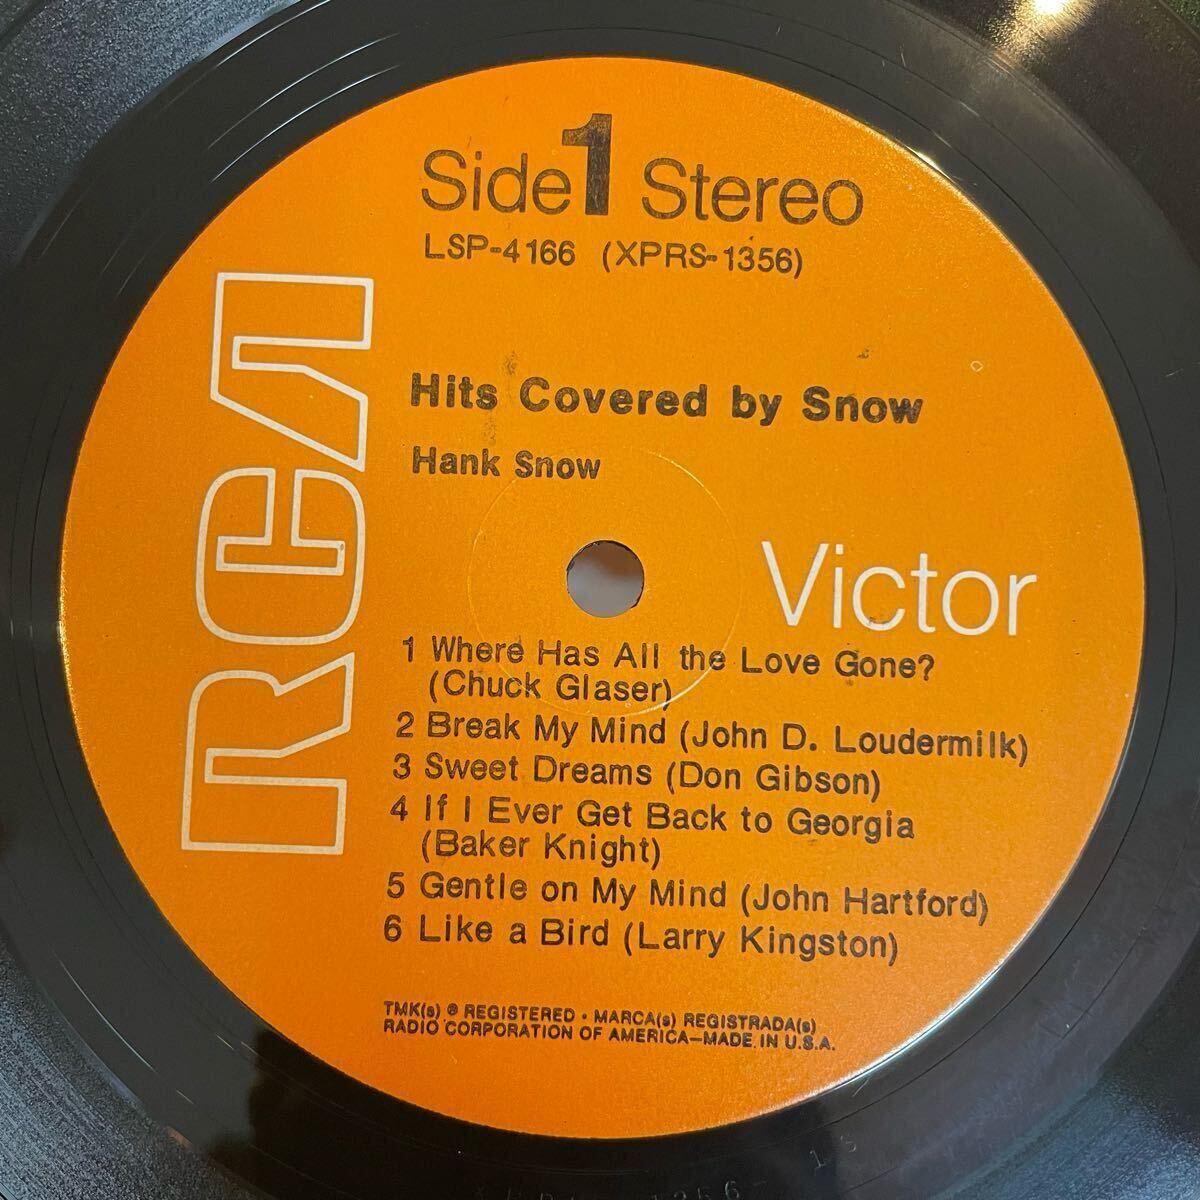 Side 1 Stereo
LSP-4166 (XPRS-1356)
Hits Covered by Snow
Hank Snow
RCA
Victor
1 Where Has All the Love Gone?
(Chuck Glaser)
2 Break My Mind (John D. Loudermilk)
3 Sweet Dreams (Don Gibson)
4 If I Ever Get Back to Georgia
(Baker Knight)
5 Gentle on My Mind (John Hartford)
6 Like a Bird (Larry Kingston)
TMK(s) ® REGISTERED • MARCA(s) REGISTRADA(s)
RADIO CORPORATION OF AMERICA—MADE IN U.S.A.